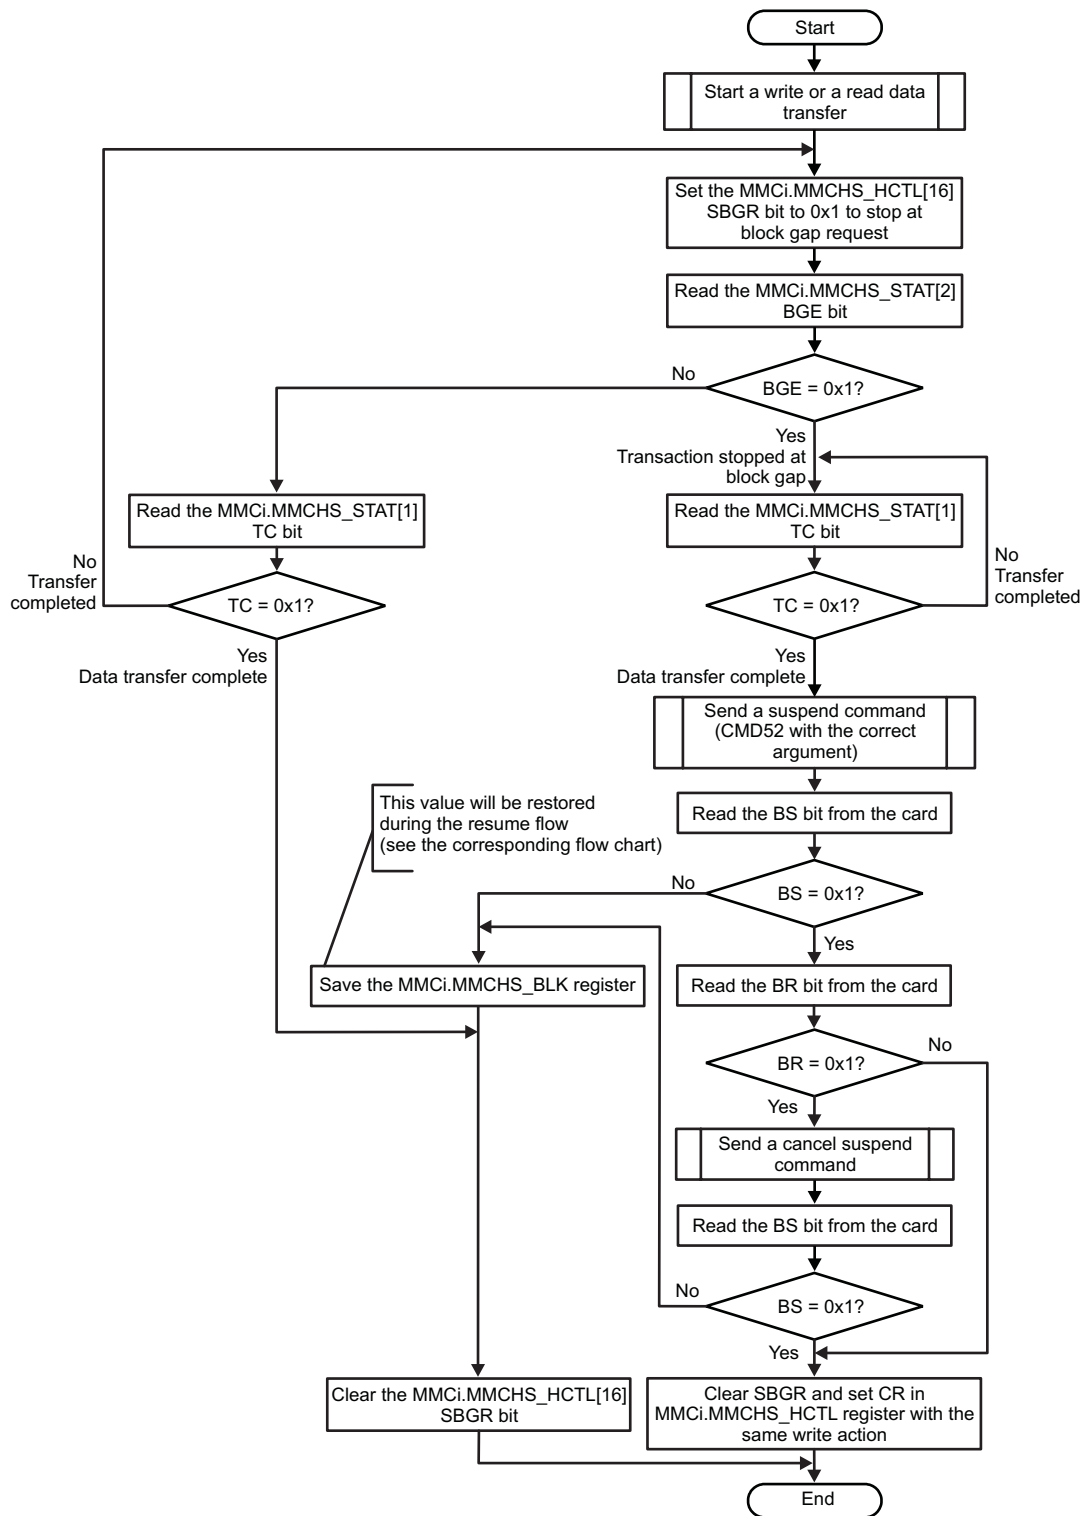 Start
Start a write or a read data
transfer
Set the MMCi.MMCHS_HCTL[16]
SBGR bit to 0x1 to stop at
block gap request
Read the MMCi.MMCHS_STAT[2]
BGE bit
No
BGE = 0x1?
Yes
Transaction stopped at
block gap
Read the MMCi.MMCHS_STAT[1]
TC bit
Read the MMCi.MMCHS_STAT[1]
TC bit
No
Transfer
completed
TC = 0x1?
TC = 0x1?
No
Transfer
completed
Yes
Data transfer complete
Yes
Data transfer complete
Send a suspend command
(CMD52 with the correct
argument)
This value will be restored
during the resume flow
(see the corresponding flow chart)
Read the BS bit from the card
No
BS = 0x1?
Yes
Save the MMCi.MMCHS_BLK register
Read the BR bit from the card
BR = 0x1?
No
Yes
Send a cancel suspend
command
Read the BS bit from the card
No
BS = 0x1?
Yes
Clear the MMCi.MMCHS_HCTL[16]
SBGR bit
Clear SBGR and set CR in
MMCi.MMCHS_HCTL register with the
same write action
End